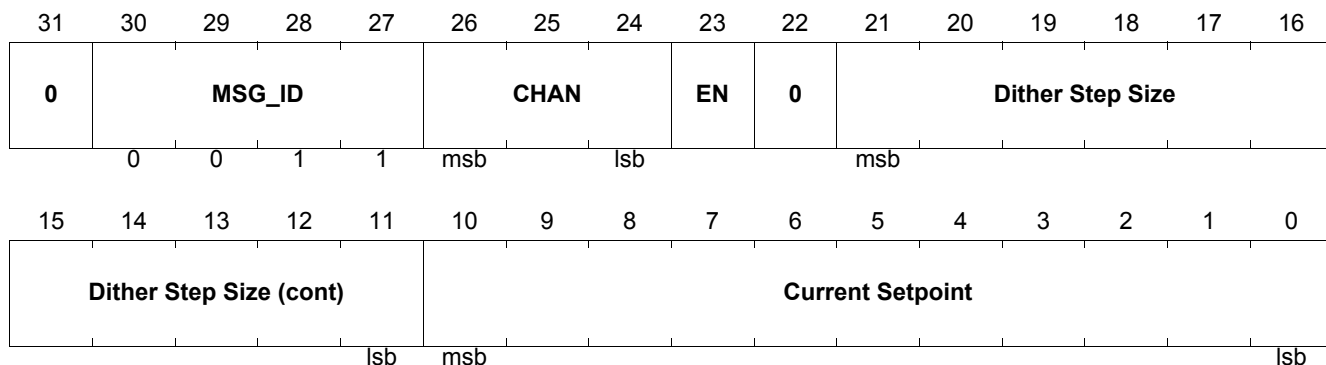 31 30 29 28 27 26 25 24 23 22 21 20 19 18 17 16
0 MSG_ID CHAN EN 0 Dither Step Size
0 0 1 1 msb lsb msb
15 14 13 12 11 10 9 8 7 6 5 4 3 2 1 0
Dither Step Size (cont) Current Setpoint
lsb msb lsb